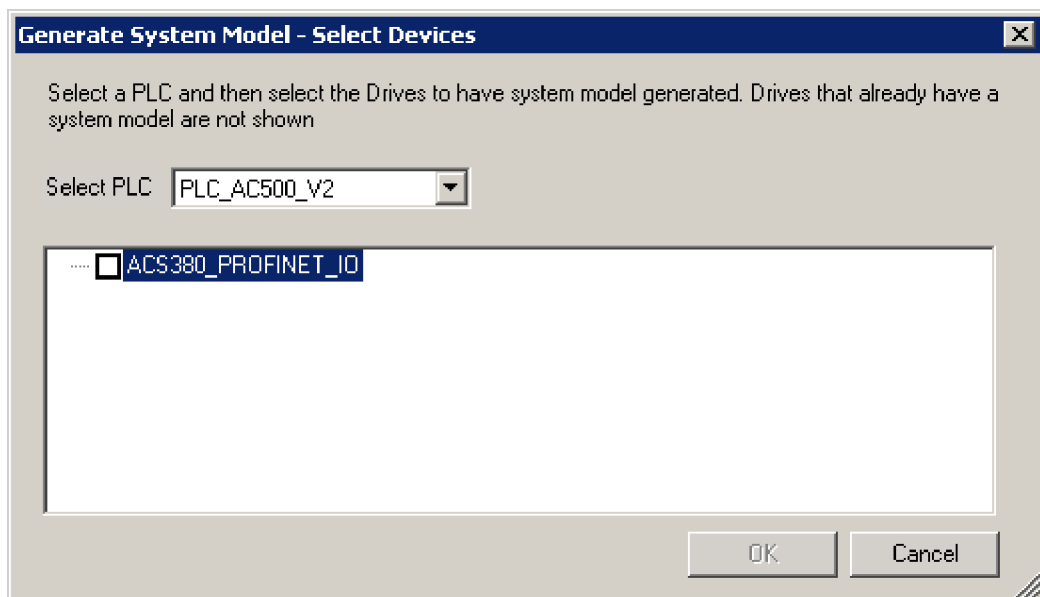 Generate System Model - Select Devices
Select a PLC and then select the Drives to have system model generated. Drives that already have a
system model are not shown
Select PLC PLC_AC500_V2
ACS380_PROFINET_IO
OK Cancel